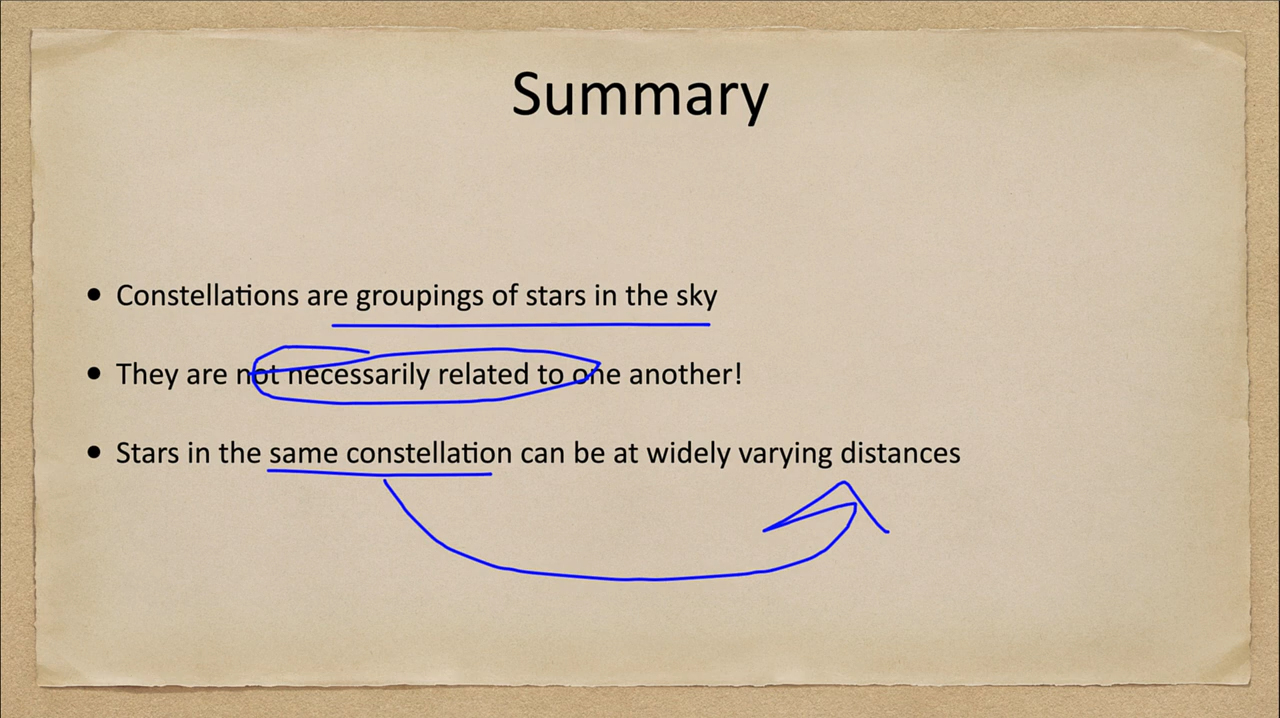 Summary
• Constellations are groupings of stars in the sky
• They are not necessarily related to one another!
• Stars in the same constellation can be at widely varying distances